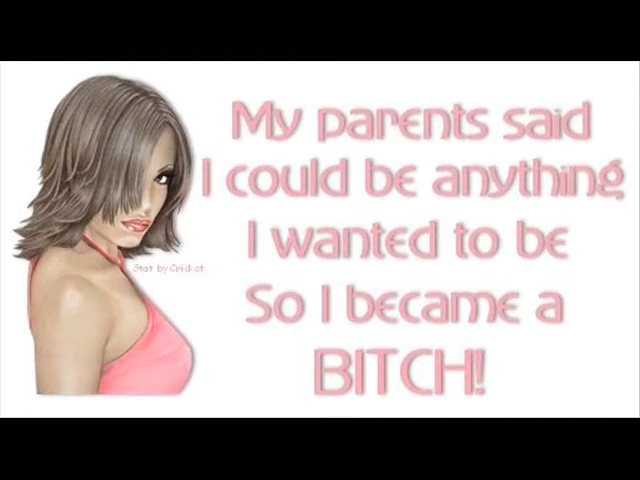 My parents said
I could be anything
I wanted to be
So I became a
BITCH!